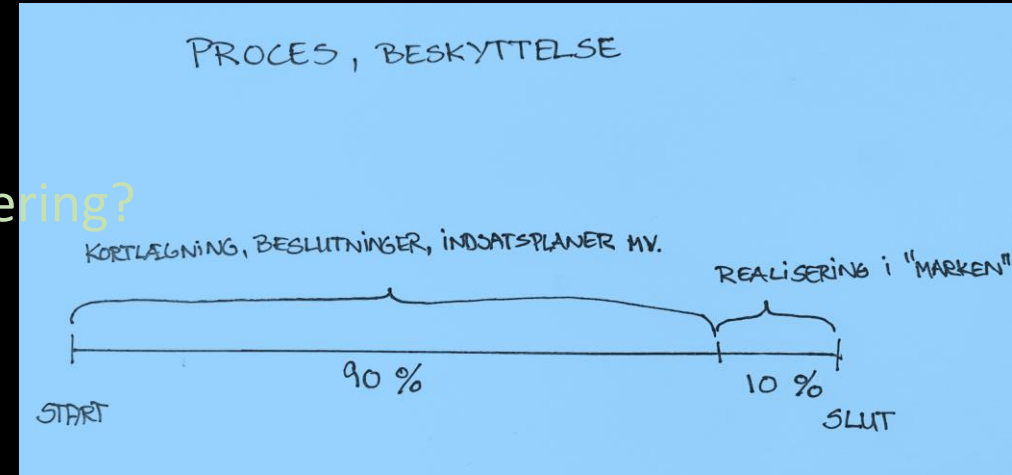 PROCES, BESKYTTELSE
ering?
KORTLÆGNING, BESLUTNINGER, INDSATSPLANER MV.
REALISERING i "MARKEN"
90 %
10 %
START
SLUT